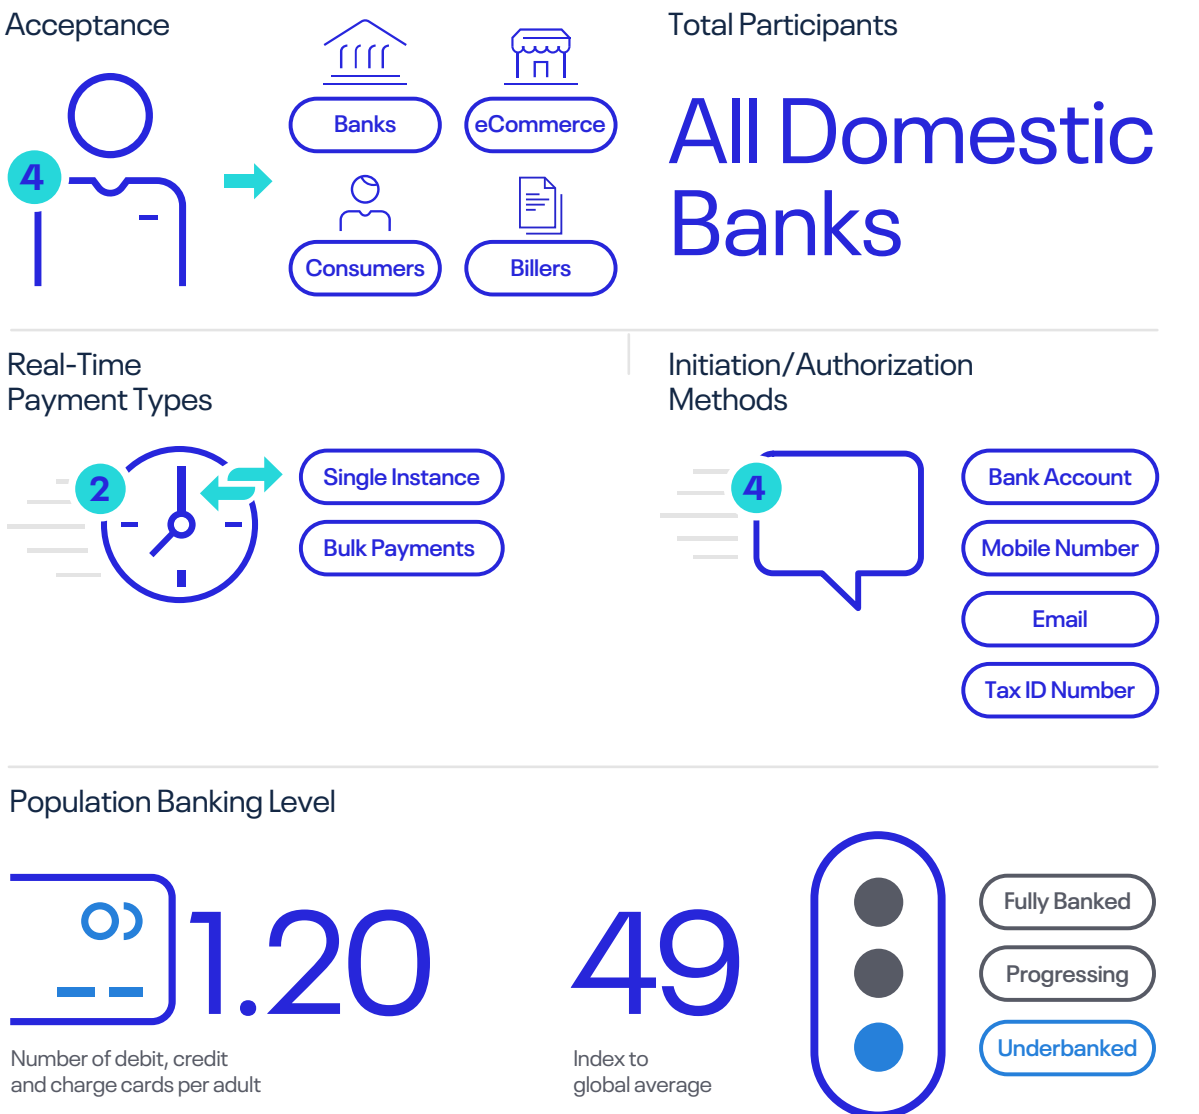 Acceptance
4
Banks
eCommerce
Consumers
Billers
Total Participants
All Domestic
Banks
Real-Time
Payment Types
2
Single Instance
Bulk Payments
Initiation/Authorization
Methods
4
Bank Account
Mobile Number
Email
Tax ID Number
Population Banking Level
1.20
Number of debit, credit
and charge cards per adult
49
Index to
global average
Fully Banked
Progressing
Underbanked